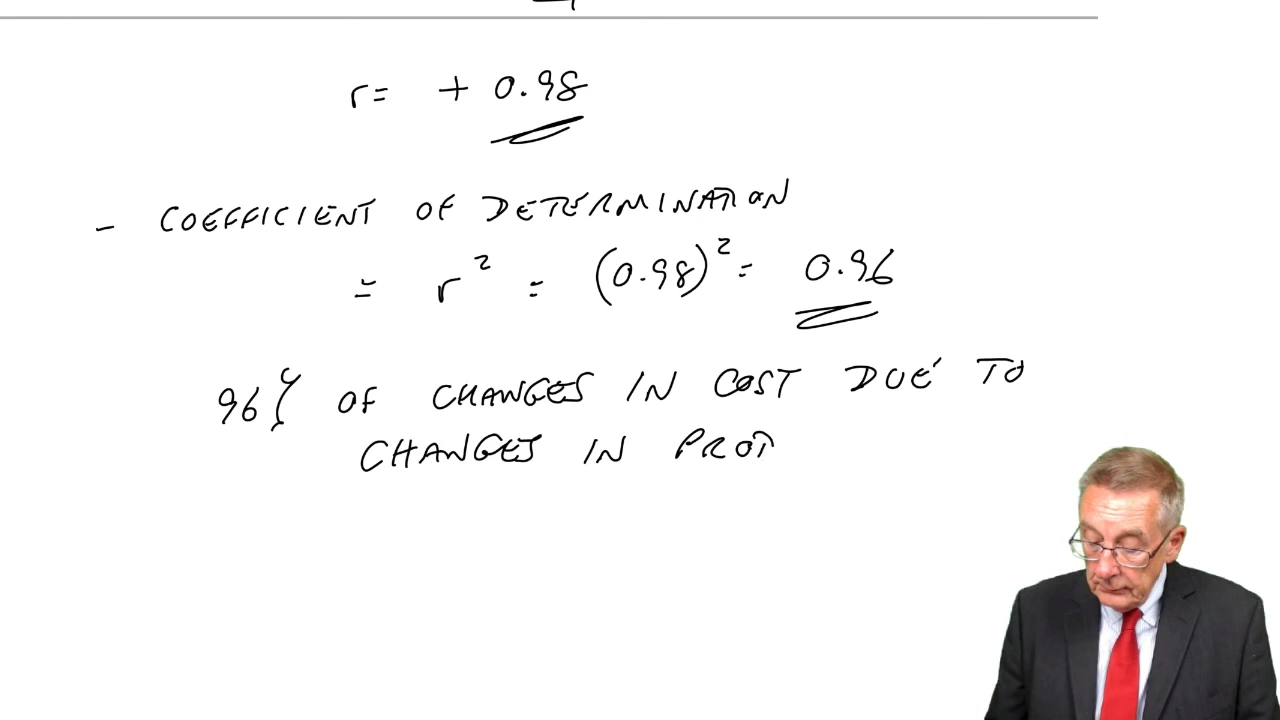 r = + 0.98
- COEFFICIENT OF DETERMINATION
= r² = (0.98)² = 0.96
96% OF CHANGES IN COST DUE TO
CHANGES IN PROD